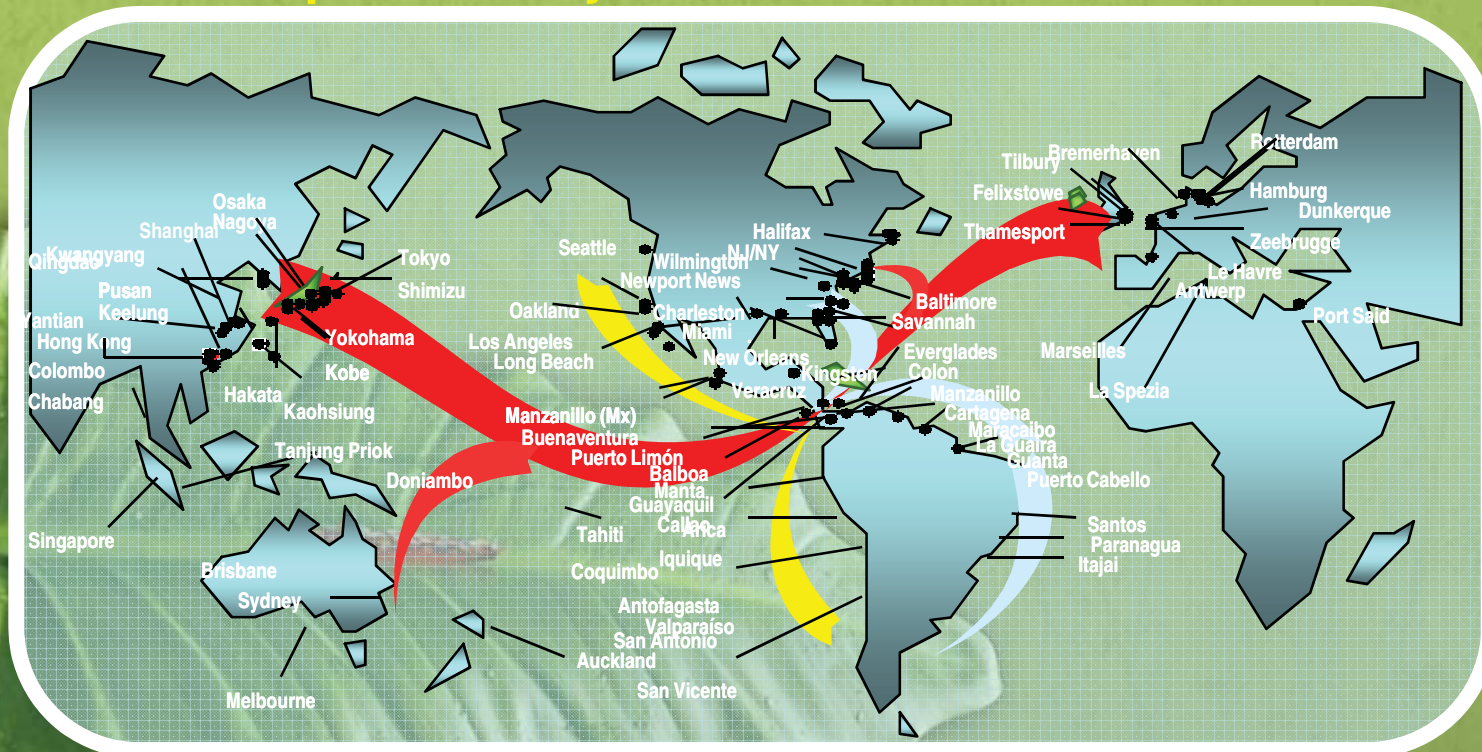 Osaka
Nagoya
Shanghai
Kwangyang
Qingdao
Pusan
Keelung
Yantian
Hong Kong
Colombo
Chabang
Tokyo
Shimizu
Yokohama
Kobe
Hakata
Kaohsiung
Tanjung Priok
Doniambo
Singapore
Brisbane
Sydney
Melbourne
Seattle
Oakland
Los Angeles
Long Beach
Halifax
NJ/NY
Wilmington
Newport News
Charleston
Miami
New Orleans
Veracruz
Kingston
Baltimore
Savannah
Everglades
Colon
Manzanillo
Cartagena
Maracaibo
La Guaira
Guanta
Puerto Cabello
Manzanillo (Mx)
Buenaventura
Puerto Limón
Balboa
Manta
Guayaquil
Callao
Arica
Tahiti
Iquique
Coquimbo
Antofagasta
Valparaíso
San Antonio
Auckland
San Vicente
Santos
Paranagua
Itajai
Tilbury
Bremerhaven
Rotterdam
Felixstowe
Hamburg
Dunkerque
Thamesport
Zeebrugge
Le Havre
Antwerp
Port Said
Marseilles
La Spezia